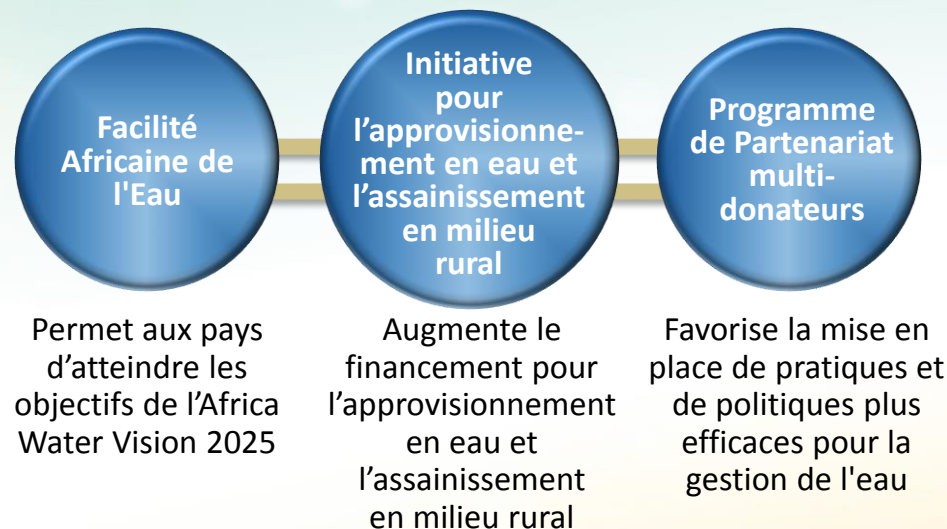 Facilité
Africaine de
l'Eau
Initiative
pour
l’approvisionne-
ment en eau et
l’assainissement
en milieu
rural
Programme
de Partenariat
multi-
donateurs
Permet aux pays
d’atteindre les
objectifs de l’Africa
Water Vision 2025
Augmente le
financement pour
l’approvisionnement
en eau et
l’assainissement
en milieu rural
Favorise la mise en
place de pratiques et
de politiques plus
efficaces pour la
gestion de l'eau